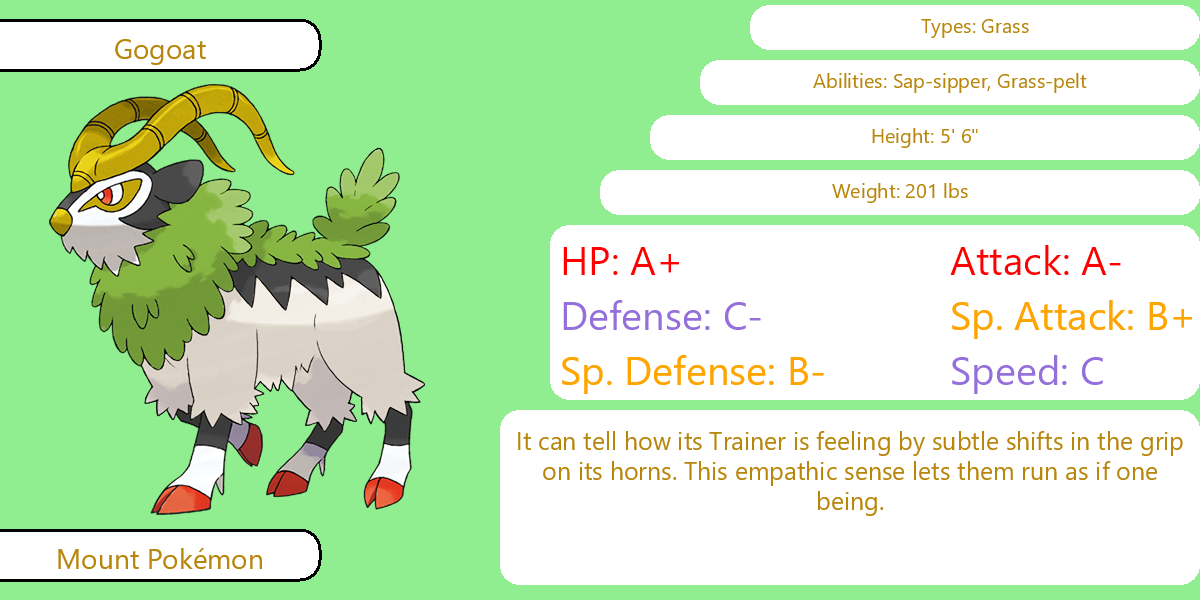 Gogoat
Types: Grass
Abilities: Sap-sipper, Grass-pelt
Height: 5' 6"
Weight: 201 lbs
HP: A+
Attack: A-
Defense: C-
Sp. Attack: B+
Sp. Defense: B-
Speed: C
It can tell how its Trainer is feeling by subtle shifts in the grip
on its horns. This empathic sense lets them run as if one
being.
Mount Pokémon